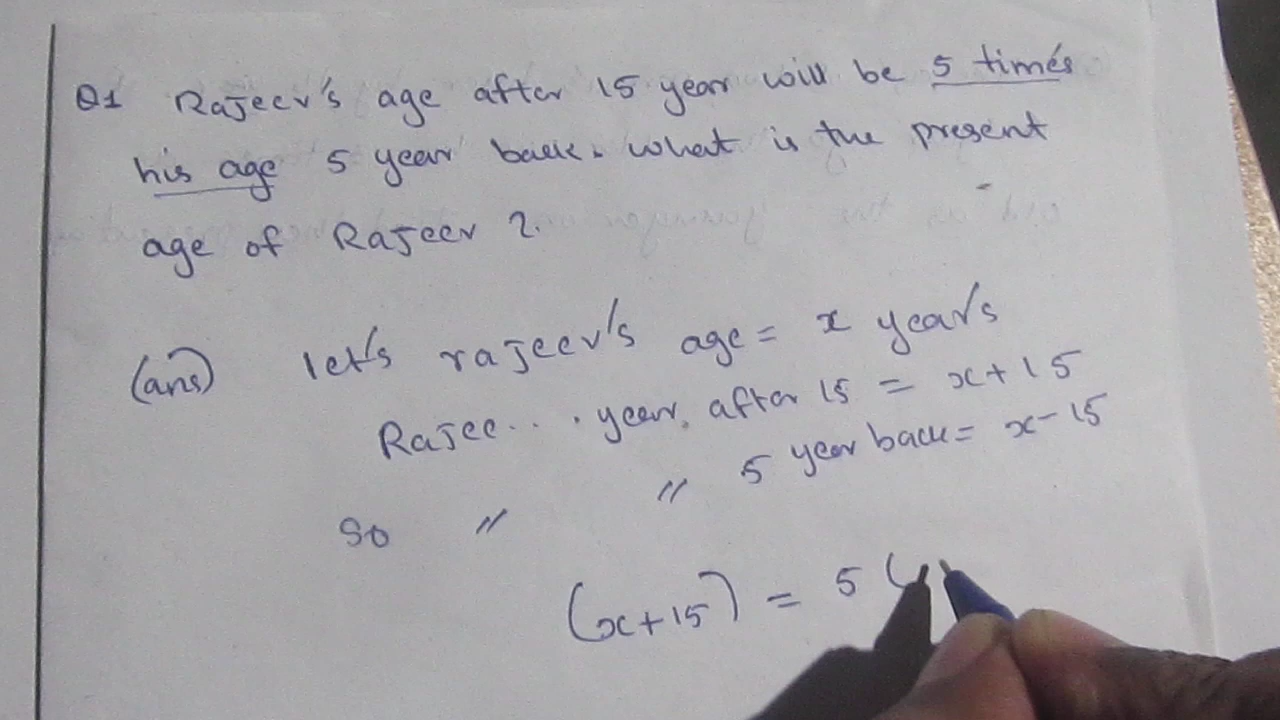 Q1 Rajeev's age after 15 year will be 5 times
his age 5 year back. what is the present
age of Rajeev ?
(ans) let's rajeev's age = x years
Rajee... year. after 15 = x+15
so " " 5 year back = x-15
(x+15) = 5 (